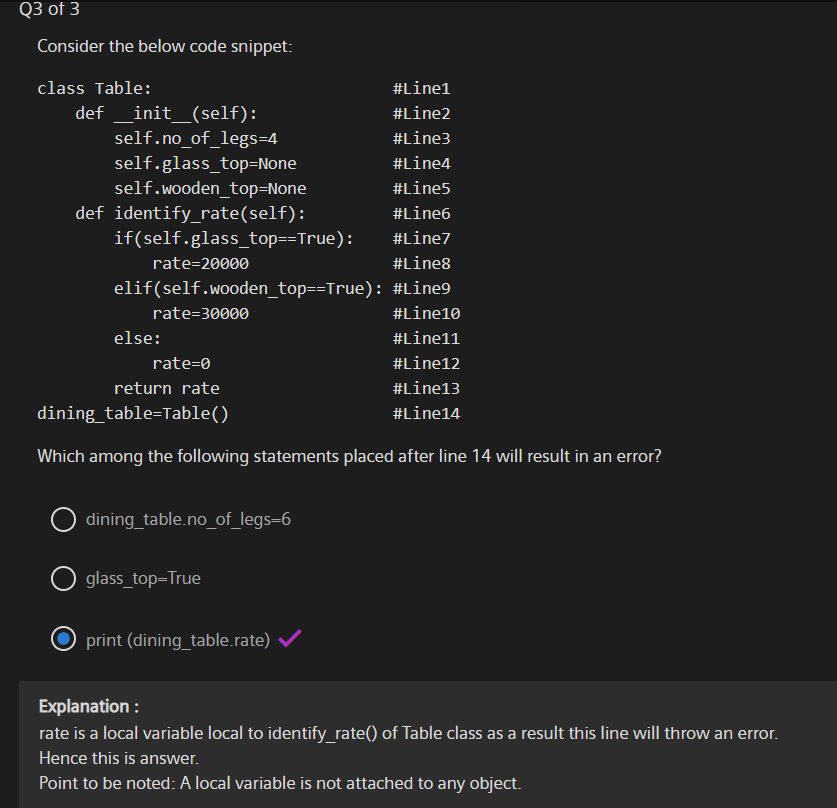 Q3 of 3
Consider the below code snippet:
class Table: #Line1
    def __init__(self): #Line2
        self.no_of_legs=4 #Line3
        self.glass_top=None #Line4
        self.wooden_top=None #Line5
    def identify_rate(self): #Line6
        if(self.glass_top==True): #Line7
            rate=20000 #Line8
        elif(self.wooden_top==True): #Line9
            rate=30000 #Line10
        else: #Line11
            rate=0 #Line12
        return rate #Line13
dining_table=Table() #Line14
Which among the following statements placed after line 14 will result in an error?
dining_table.no_of_legs=6
glass_top=True
print (dining_table.rate)
Explanation :
rate is a local variable local to identify_rate() of Table class as a result this line will throw an error.
Hence this is answer.
Point to be noted: A local variable is not attached to any object.